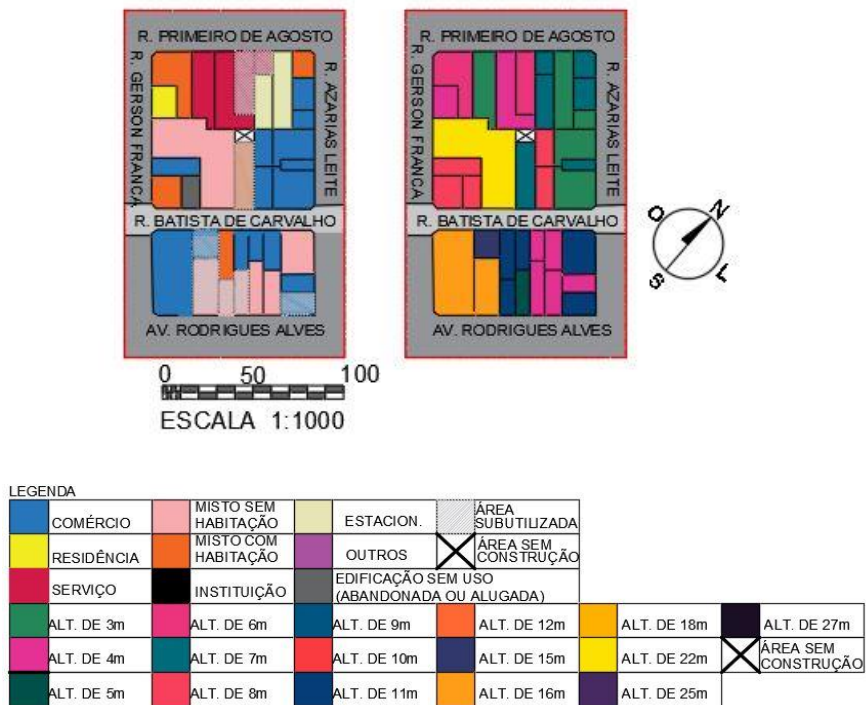 R. PRIMEIRO DE AGOSTO
R. GERSON FRANCA
R. AZARIAS LEITE
R. BATISTA DE CARVALHO
AV. RODRIGUES ALVES
R. PRIMEIRO DE AGOSTO
R. GERSON FRANCA
R. AZARIAS LEITE
R. BATISTA DE CARVALHO
AV. RODRIGUES ALVES
O N
S L
0 50 100
ESCALA 1:1000
LEGENDA
COMÉRCIO
MISTO SEM
HABITAÇÃO
ESTACION.
ÁREA
SUBUTILIZADA
RESIDÊNCIA
MISTO COM
HABITAÇÃO
OUTROS
ÁREA SEM
CONSTRUÇÃO
SERVIÇO
INSTITUIÇÃO
EDIFICAÇÃO SEM USO
(ABANDONADA OU ALUGADA)
ALT. DE 3m
ALT. DE 6m
ALT. DE 9m
ALT. DE 12m
ALT. DE 18m
ALT. DE 27m
ALT. DE 4m
ALT. DE 7m
ALT. DE 10m
ALT. DE 15m
ALT. DE 22m
ÁREA SEM
CONSTRUÇÃO
ALT. DE 5m
ALT. DE 8m
ALT. DE 11m
ALT. DE 16m
ALT. DE 25m